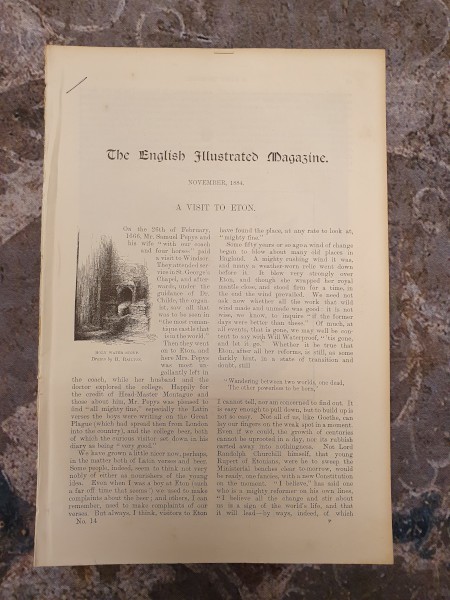 The English Illustrated Magazine.
NOVEMBER, 1884.
A VISIT TO ETON.
On the 26th of February,
1666, Mr. Samuel Pepys and
his wife "with our coach
and four horses" paid
a visit to Windsor
They attended ser-
vice in St. George's
Chapel, and after-
wards, under the
guidance of Dr.
Childe, the organ-
ist, saw all that
was to be seen in
"the most roman-
tique castle that
is in the world."
Then they went
on to Eton, and
here Mrs. Pepys
was most un-
gallantly left in
the coach, while her husband and the
doctor explored the college. Happily for
the credit of Head-Master Montague and
those about him, Mr. Pepys was pleased to
find "all mighty fine," especially the Latin
verses the boys were writing on the Great
Plague (which had spread then from London
into the country), and the college beer, both
of which the curious visitor set down in his
diary as being "very good."
We have grown a little nicer now, perhaps,
in the matter both of Latin verses and beer.
Some people, indeed, seem to think not very
nobly of either as nourishers of the young
idea. Even when I was a boy at Eton (such
a far off time that seems!) we used to make
complaints about the beer; and others, I can
remember, used to make complaints of our
verses. But always, I think, visitors to Eton
No. 14.
HOLY WATER STOUP
Drawn by H. RAILTON
have found the place, at any rate to look at,
"mighty fine."
Some fifty years or so ago a wind of change
began to blow about many old places in
England. A mighty rushing wind it was,
and many a weather-worn relic went down
before it. It blew very strongly over
Eton, and though she wrapped her royal
mantle close, and stood firm for a time, in
the end the wind prevailed. We need not
ask now whether all the work that wild
wind made and unmade was good: it is not
wise, we know, to inquire "if the former
days were better than these." Of much, at
all events, that is gone, we may well be con-
tent to say with Will Waterproof, "'tis gone,
and let it go." Whether it be true that
Eton, after all her reforms, is still, as some
darkly hint, in a state of transition and
doubt, still
"Wandering between two worlds, one dead,
The other powerless to be born,"
I cannot tell, nor am concerned to find out. It
is easy enough to pull down, but to build up is
not so easy. Not all of us, like Goethe, can
lay our fingers on the weak spot in a moment.
Even if we could, the growth of centuries
cannot be uprooted in a day, nor its rubbish
carted away into nothingness. Not Lord
Randolph Churchill himself, that young
Rupert of Etonians, were he to sweep the
Ministerial benches clear to-morrow, would
be ready, one fancies, with a new Constitution
on the moment. "I believe," has said one
who is a mighty reformer on his own lines,
"I believe all the change and stir about
us is a sign of the world's life, and that
it will lead—by ways, indeed, of which